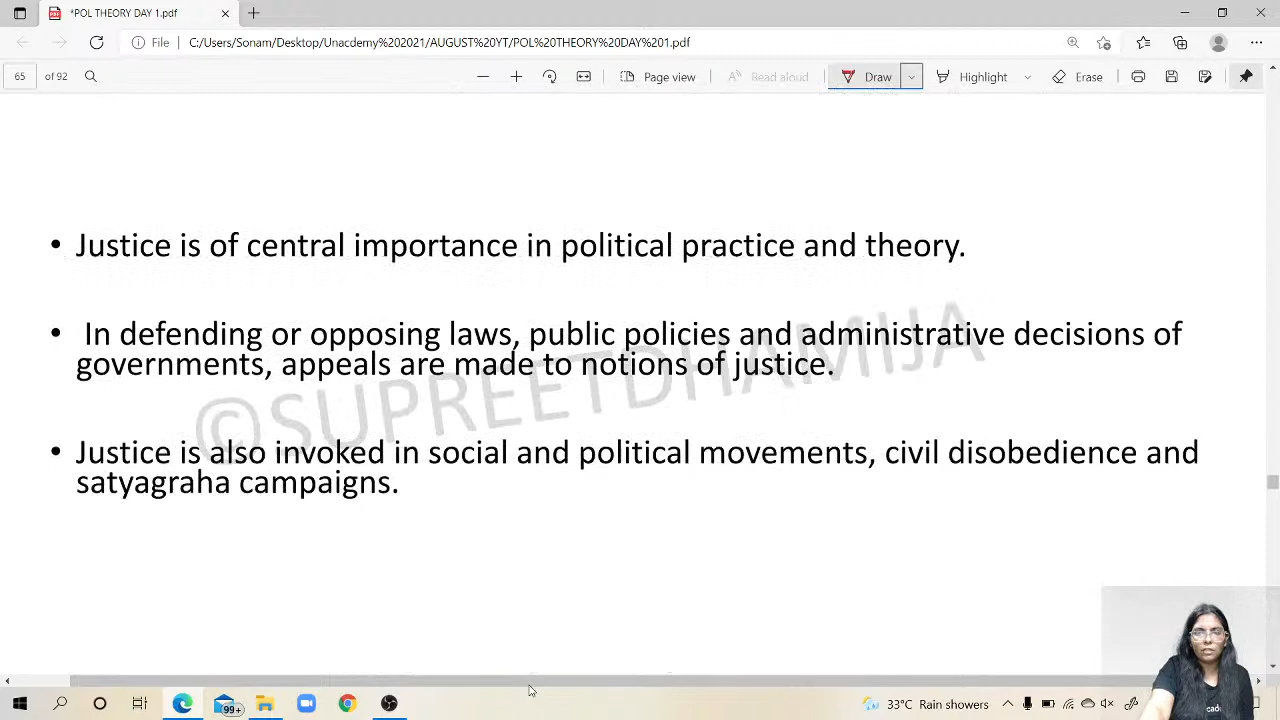 *POL THEORY DAY 1.pdf
File
C:/Users/Sonam/Desktop/Unacdemy%202021/AUGUST%20YT/POL%20THEORY%20DAY%201.pdf
65 of 92
Page view
Read aloud
Draw
Highlight
Erase
• Justice is of central importance in political practice and theory.
• In defending or opposing laws, public policies and administrative decisions of
governments, appeals are made to notions of justice.
©SUPREETDHAMIJA
• Justice is also invoked in social and political movements, civil disobedience and
satyagraha campaigns.
99+
33°C Rain showers